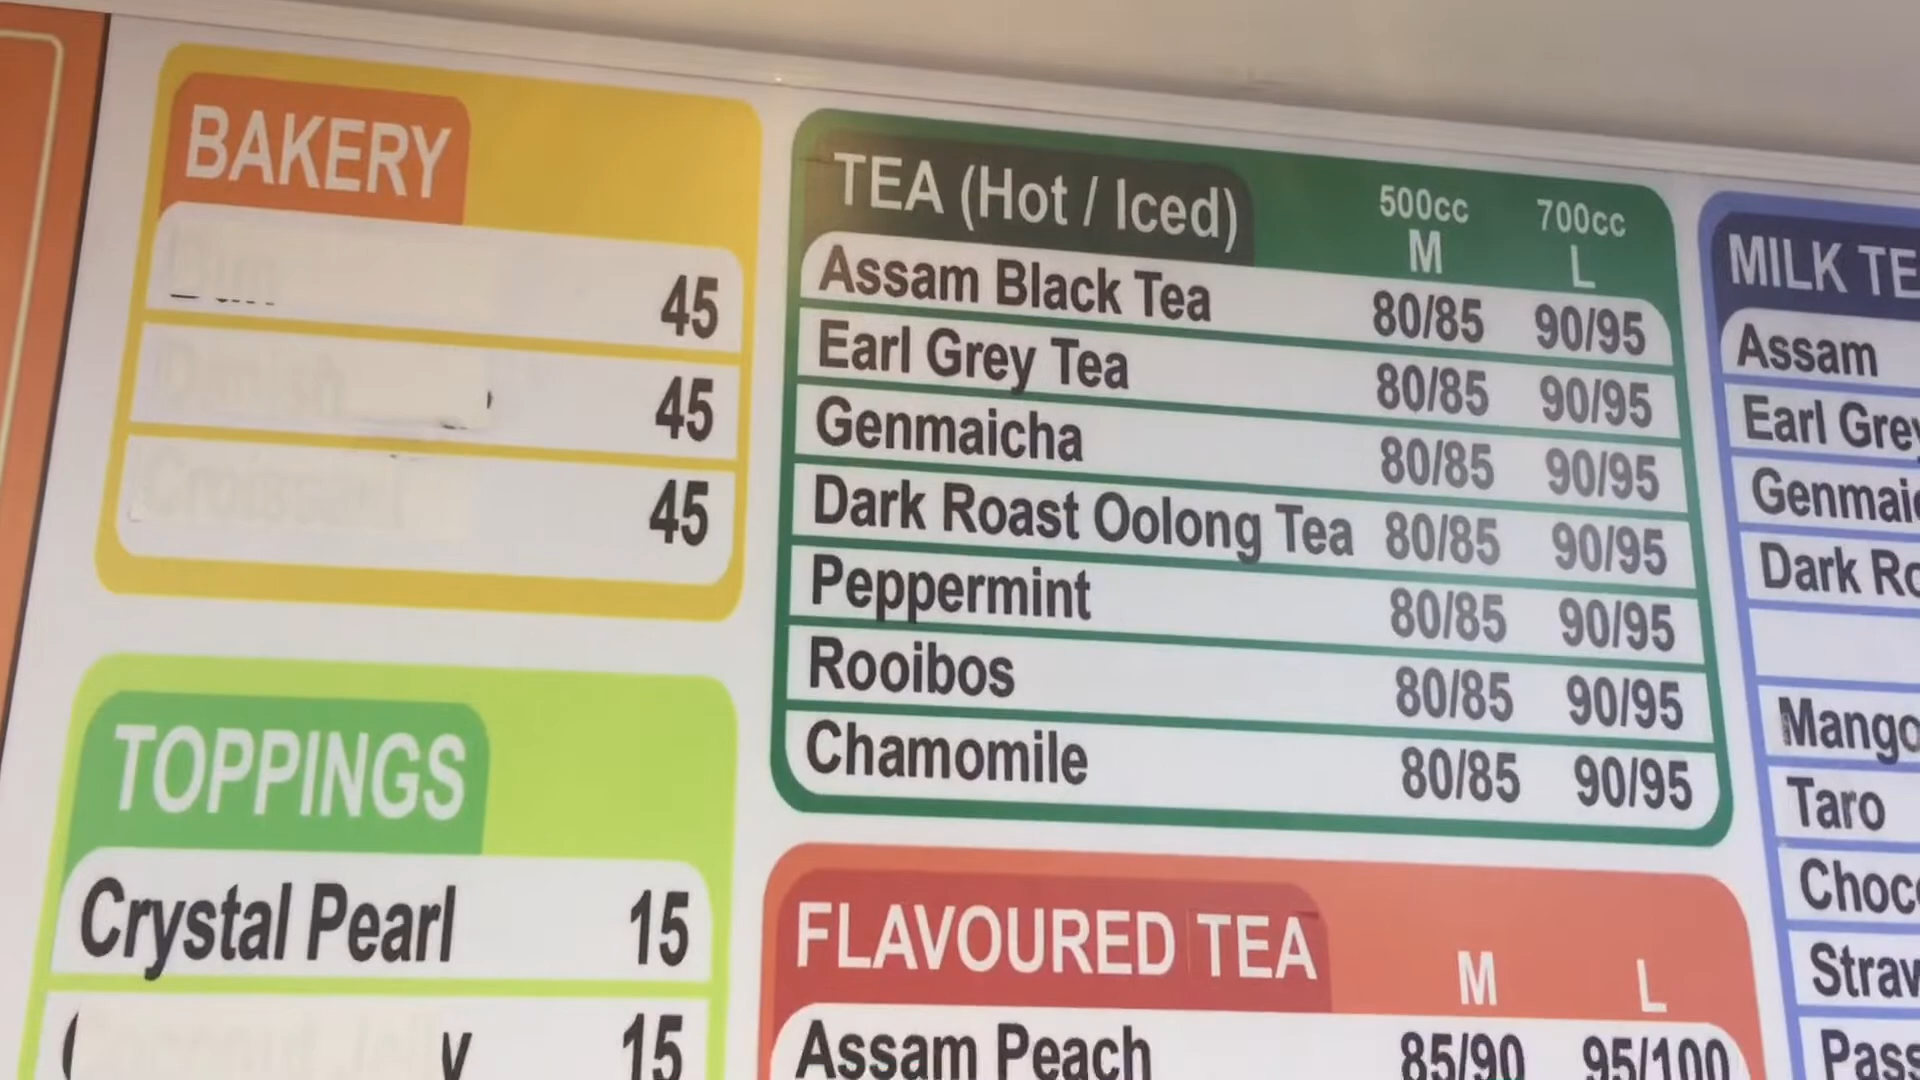 BAKERY
45
45
45
TOPPINGS
Crystal Pearl 15
15
TEA (Hot / Iced) 500cc 700cc
M L
Assam Black Tea 80/85 90/95
Earl Grey Tea 80/85 90/95
Genmaicha 80/85 90/95
Dark Roast Oolong Tea 80/85 90/95
Peppermint 80/85 90/95
Rooibos 80/85 90/95
Chamomile 80/85 90/95
FLAVOURED TEA M L
Assam Peach 85/90 95/100
MILK TE
Assam
Earl Grey
Genmaic
Dark Ro
Mango
Taro
Choc
Straw
Pass